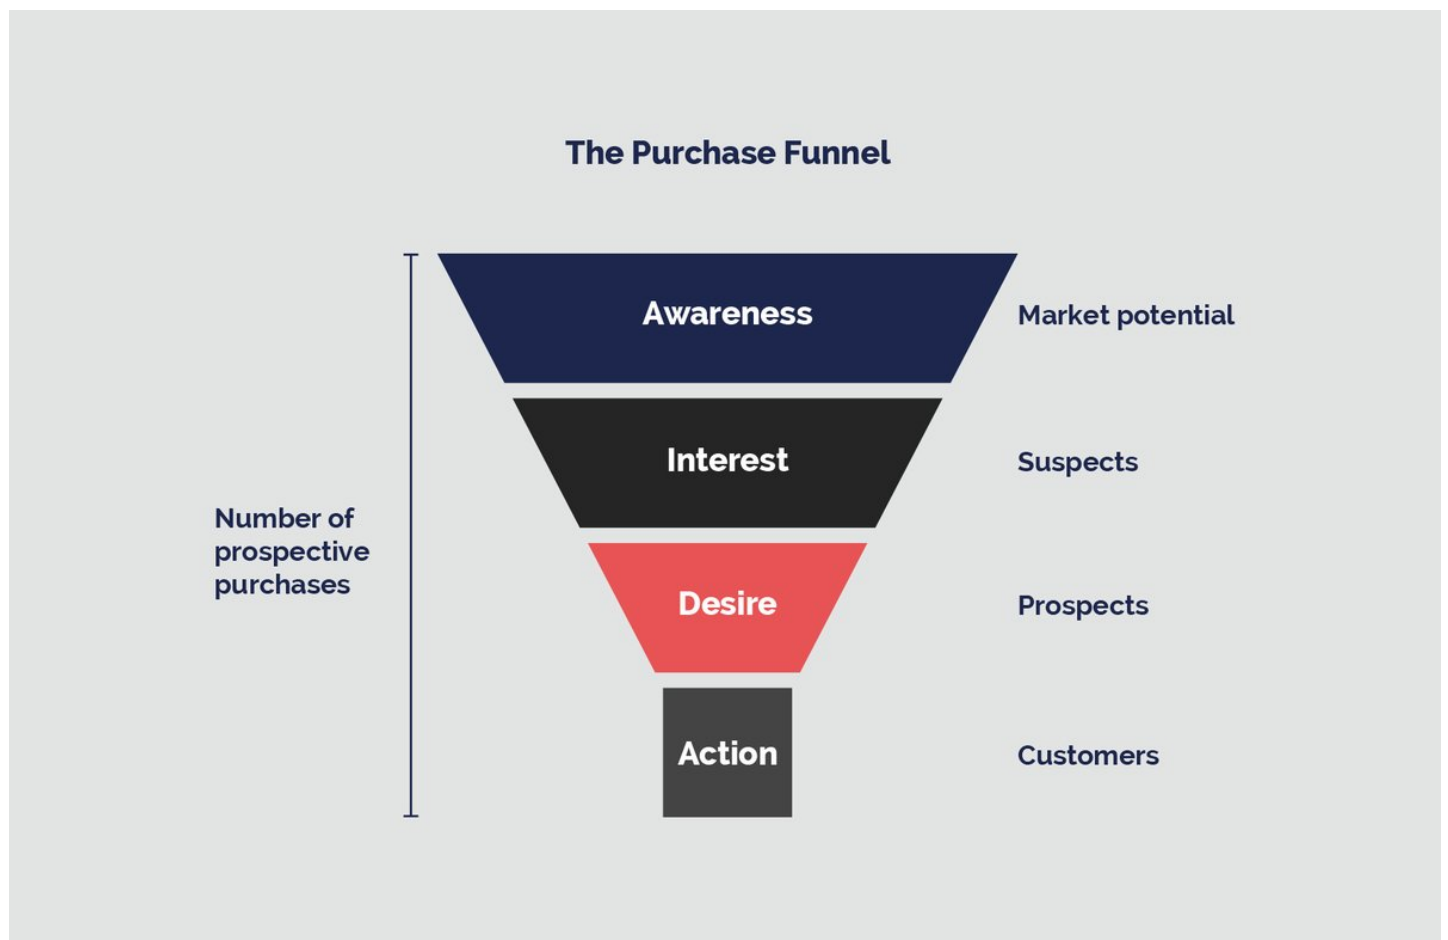 The Purchase Funnel
Awareness
Market potential
Interest
Suspects
Number of
prospective
purchases
Desire
Prospects
Action
Customers